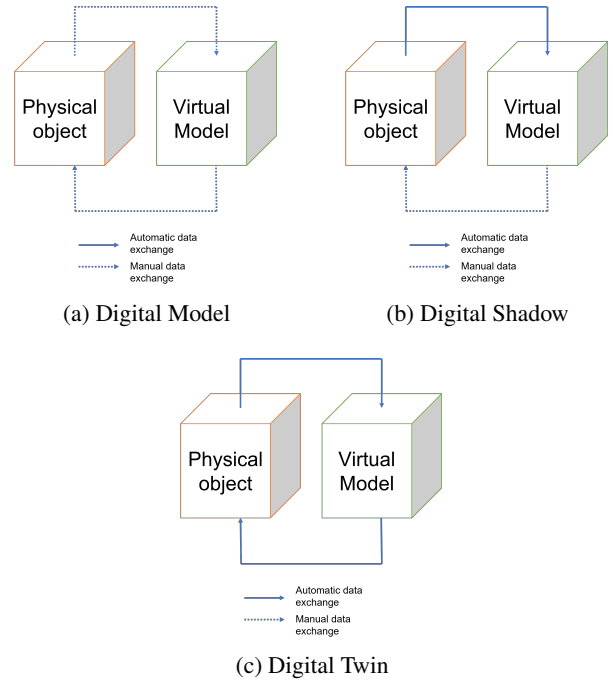 Physical
object
Virtual
Model
Automatic data
exchange
Manual data
exchange
(a) Digital Model
Physical
object
Virtual
Model
Automatic data
exchange
Manual data
exchange
(b) Digital Shadow
Physical
object
Virtual
Model
Automatic data
exchange
Manual data
exchange
(c) Digital Twin